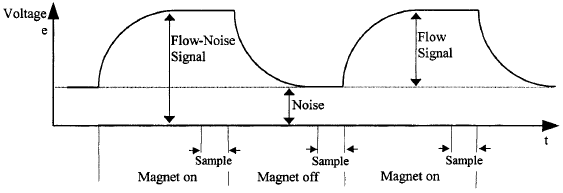 Voltage
e
Flow-Noise
Signal
Flow
Signal
Noise
t
Sample
Sample
Sample
Magnet on
Magnet off
Magnet on